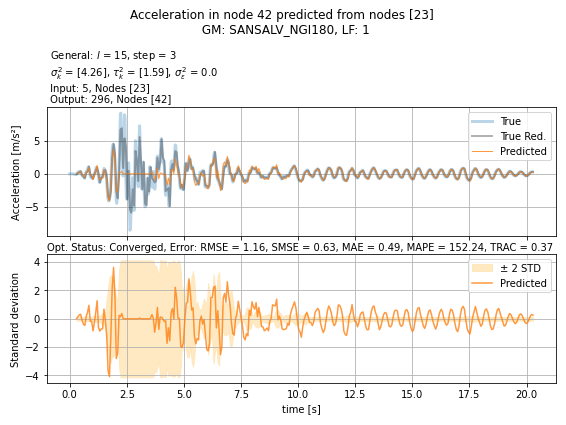 Acceleration in node 42 predicted from nodes [23]
GM: SANSALV_NGI180, LF: 1
General: l = 15, step = 3
σ²ₖ = [4.26], τ²ₖ = [1.59], σ²ε = 0.0
Input: 5, Nodes [23]
Output: 296, Nodes [42]
Acceleration [m/s²]
5
0
−5
True
True Red.
Predicted
Opt. Status: Converged, Error: RMSE = 1.16, SMSE = 0.63, MAE = 0.49, MAPE = 152.24, TRAC = 0.37
Standard deviation
4
2
0
−2
−4
± 2 STD
Predicted
0.0 2.5 5.0 7.5 10.0 12.5 15.0 17.5 20.0
time [s]